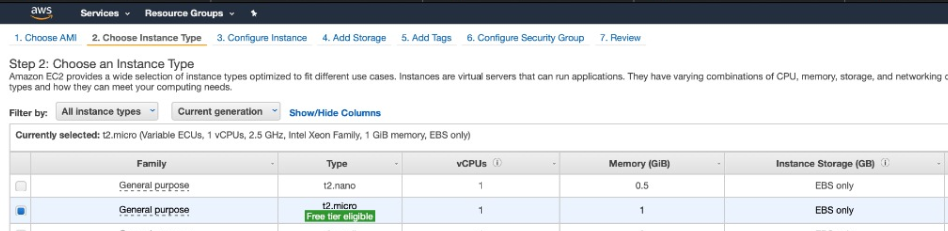 aws Services Resource Groups
1. Choose AMI 2. Choose Instance Type 3. Configure Instance 4. Add Storage 5. Add Tags 6. Configure Security Group 7. Review
Step 2: Choose an Instance Type
Amazon EC2 provides a wide selection of instance types optimized to fit different use cases. Instances are virtual servers that can run applications. They have varying combinations of CPU, memory, storage, and networking
types and how they can meet your computing needs.
Filter by: All instance types Current generation Show/Hide Columns
Currently selected: t2.micro (Variable ECUs, 1 vCPUs, 2.5 GHz, Intel Xeon Family, 1 GiB memory, EBS only)
Family Type vCPUs Memory (GiB) Instance Storage (GB)
General purpose t2.nano 1 0.5 EBS only
General purpose t2.micro 1 1 EBS only
Free tier eligible